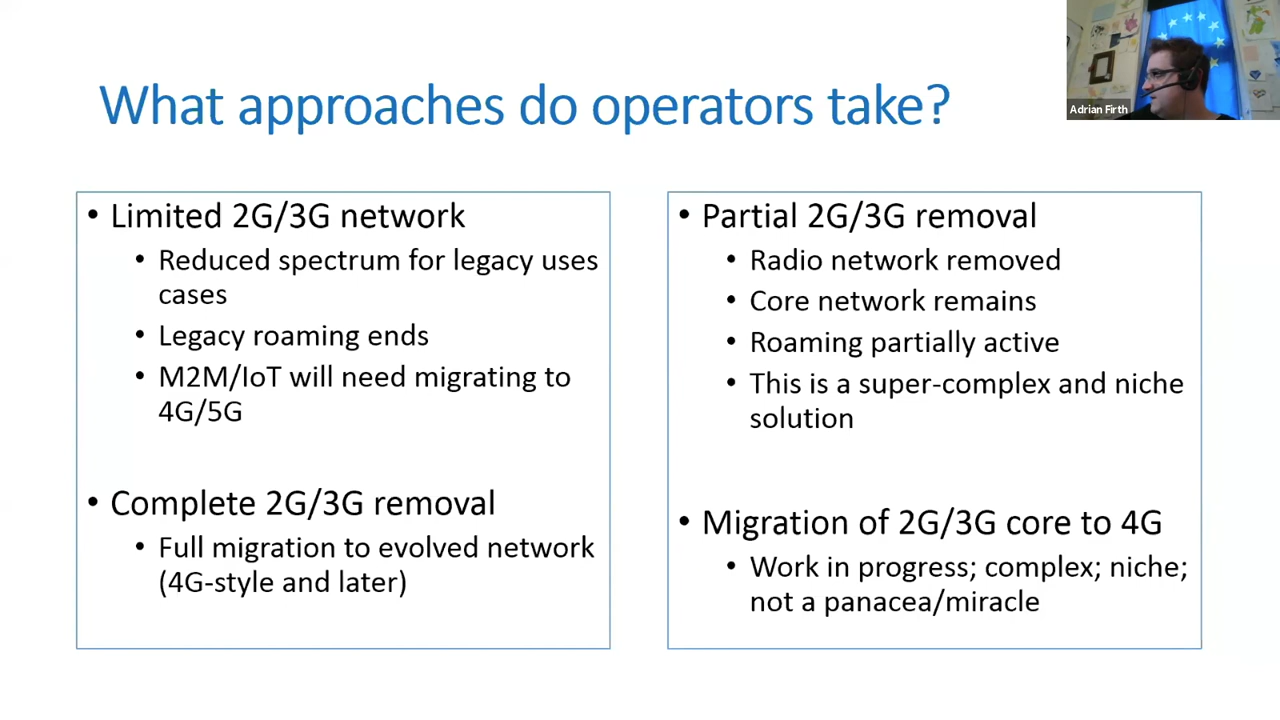 What approaches do operators take?
Adrian Firth
• Limited 2G/3G network
• Reduced spectrum for legacy uses
cases
• Legacy roaming ends
• M2M/IoT will need migrating to
4G/5G
• Complete 2G/3G removal
• Full migration to evolved network
(4G-style and later)
• Partial 2G/3G removal
• Radio network removed
• Core network remains
• Roaming partially active
• This is a super-complex and niche
solution
• Migration of 2G/3G core to 4G
• Work in progress; complex; niche;
not a panacea/miracle